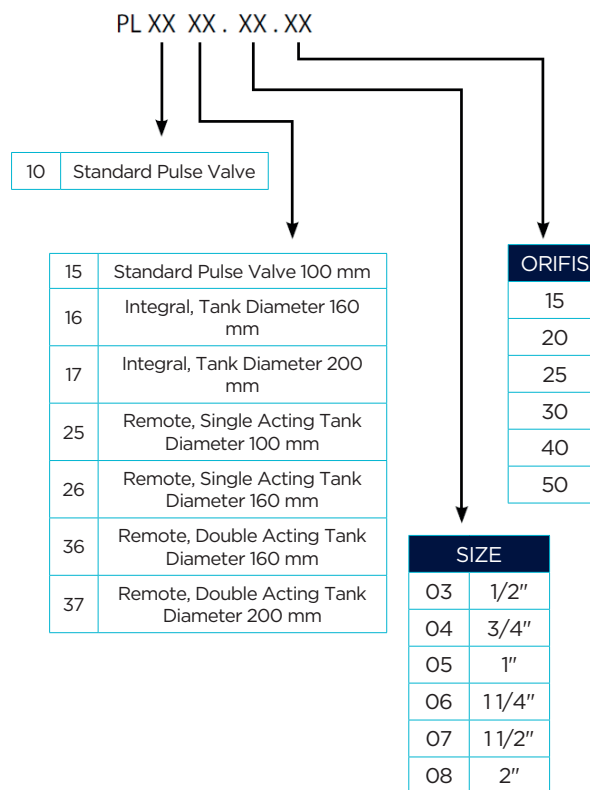 PL XX XX . XX . XX
10 Standard Pulse Valve
15 Standard Pulse Valve 100 mm
16 Integral, Tank Diameter 160
mm
17 Integral, Tank Diameter 200
mm
25 Remote, Single Acting Tank
Diameter 100 mm
26 Remote, Single Acting Tank
Diameter 160 mm
36 Remote, Double Acting Tank
Diameter 160 mm
37 Remote, Double Acting Tank
Diameter 200 mm
ORIFIS
15
20
25
30
40
50
SIZE
03 1/2"
04 3/4"
05 1"
06 1 1/4"
07 1 1/2"
08 2"